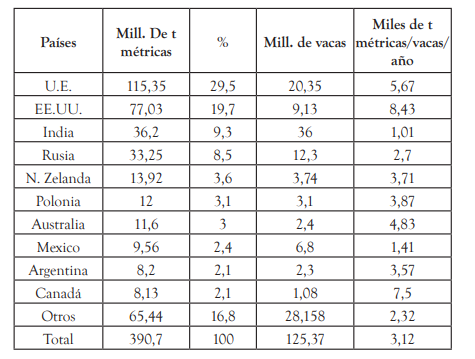 Países Mill. De t métricas % Mill. de vacas Miles de t métricas/vacas/año
U.E. 115,35 29,5 20,35 5,67
EE.UU. 77,03 19,7 9,13 8,43
India 36,2 9,3 36 1,01
Rusia 33,25 8,5 12,3 2,7
N. Zelanda 13,92 3,6 3,74 3,71
Polonia 12 3,1 3,1 3,87
Australia 11,6 3 2,4 4,83
Mexico 9,56 2,4 6,8 1,41
Argentina 8,2 2,1 2,3 3,57
Canadá 8,13 2,1 1,08 7,5
Otros 65,44 16,8 28,158 2,32
Total 390,7 100 125,37 3,12